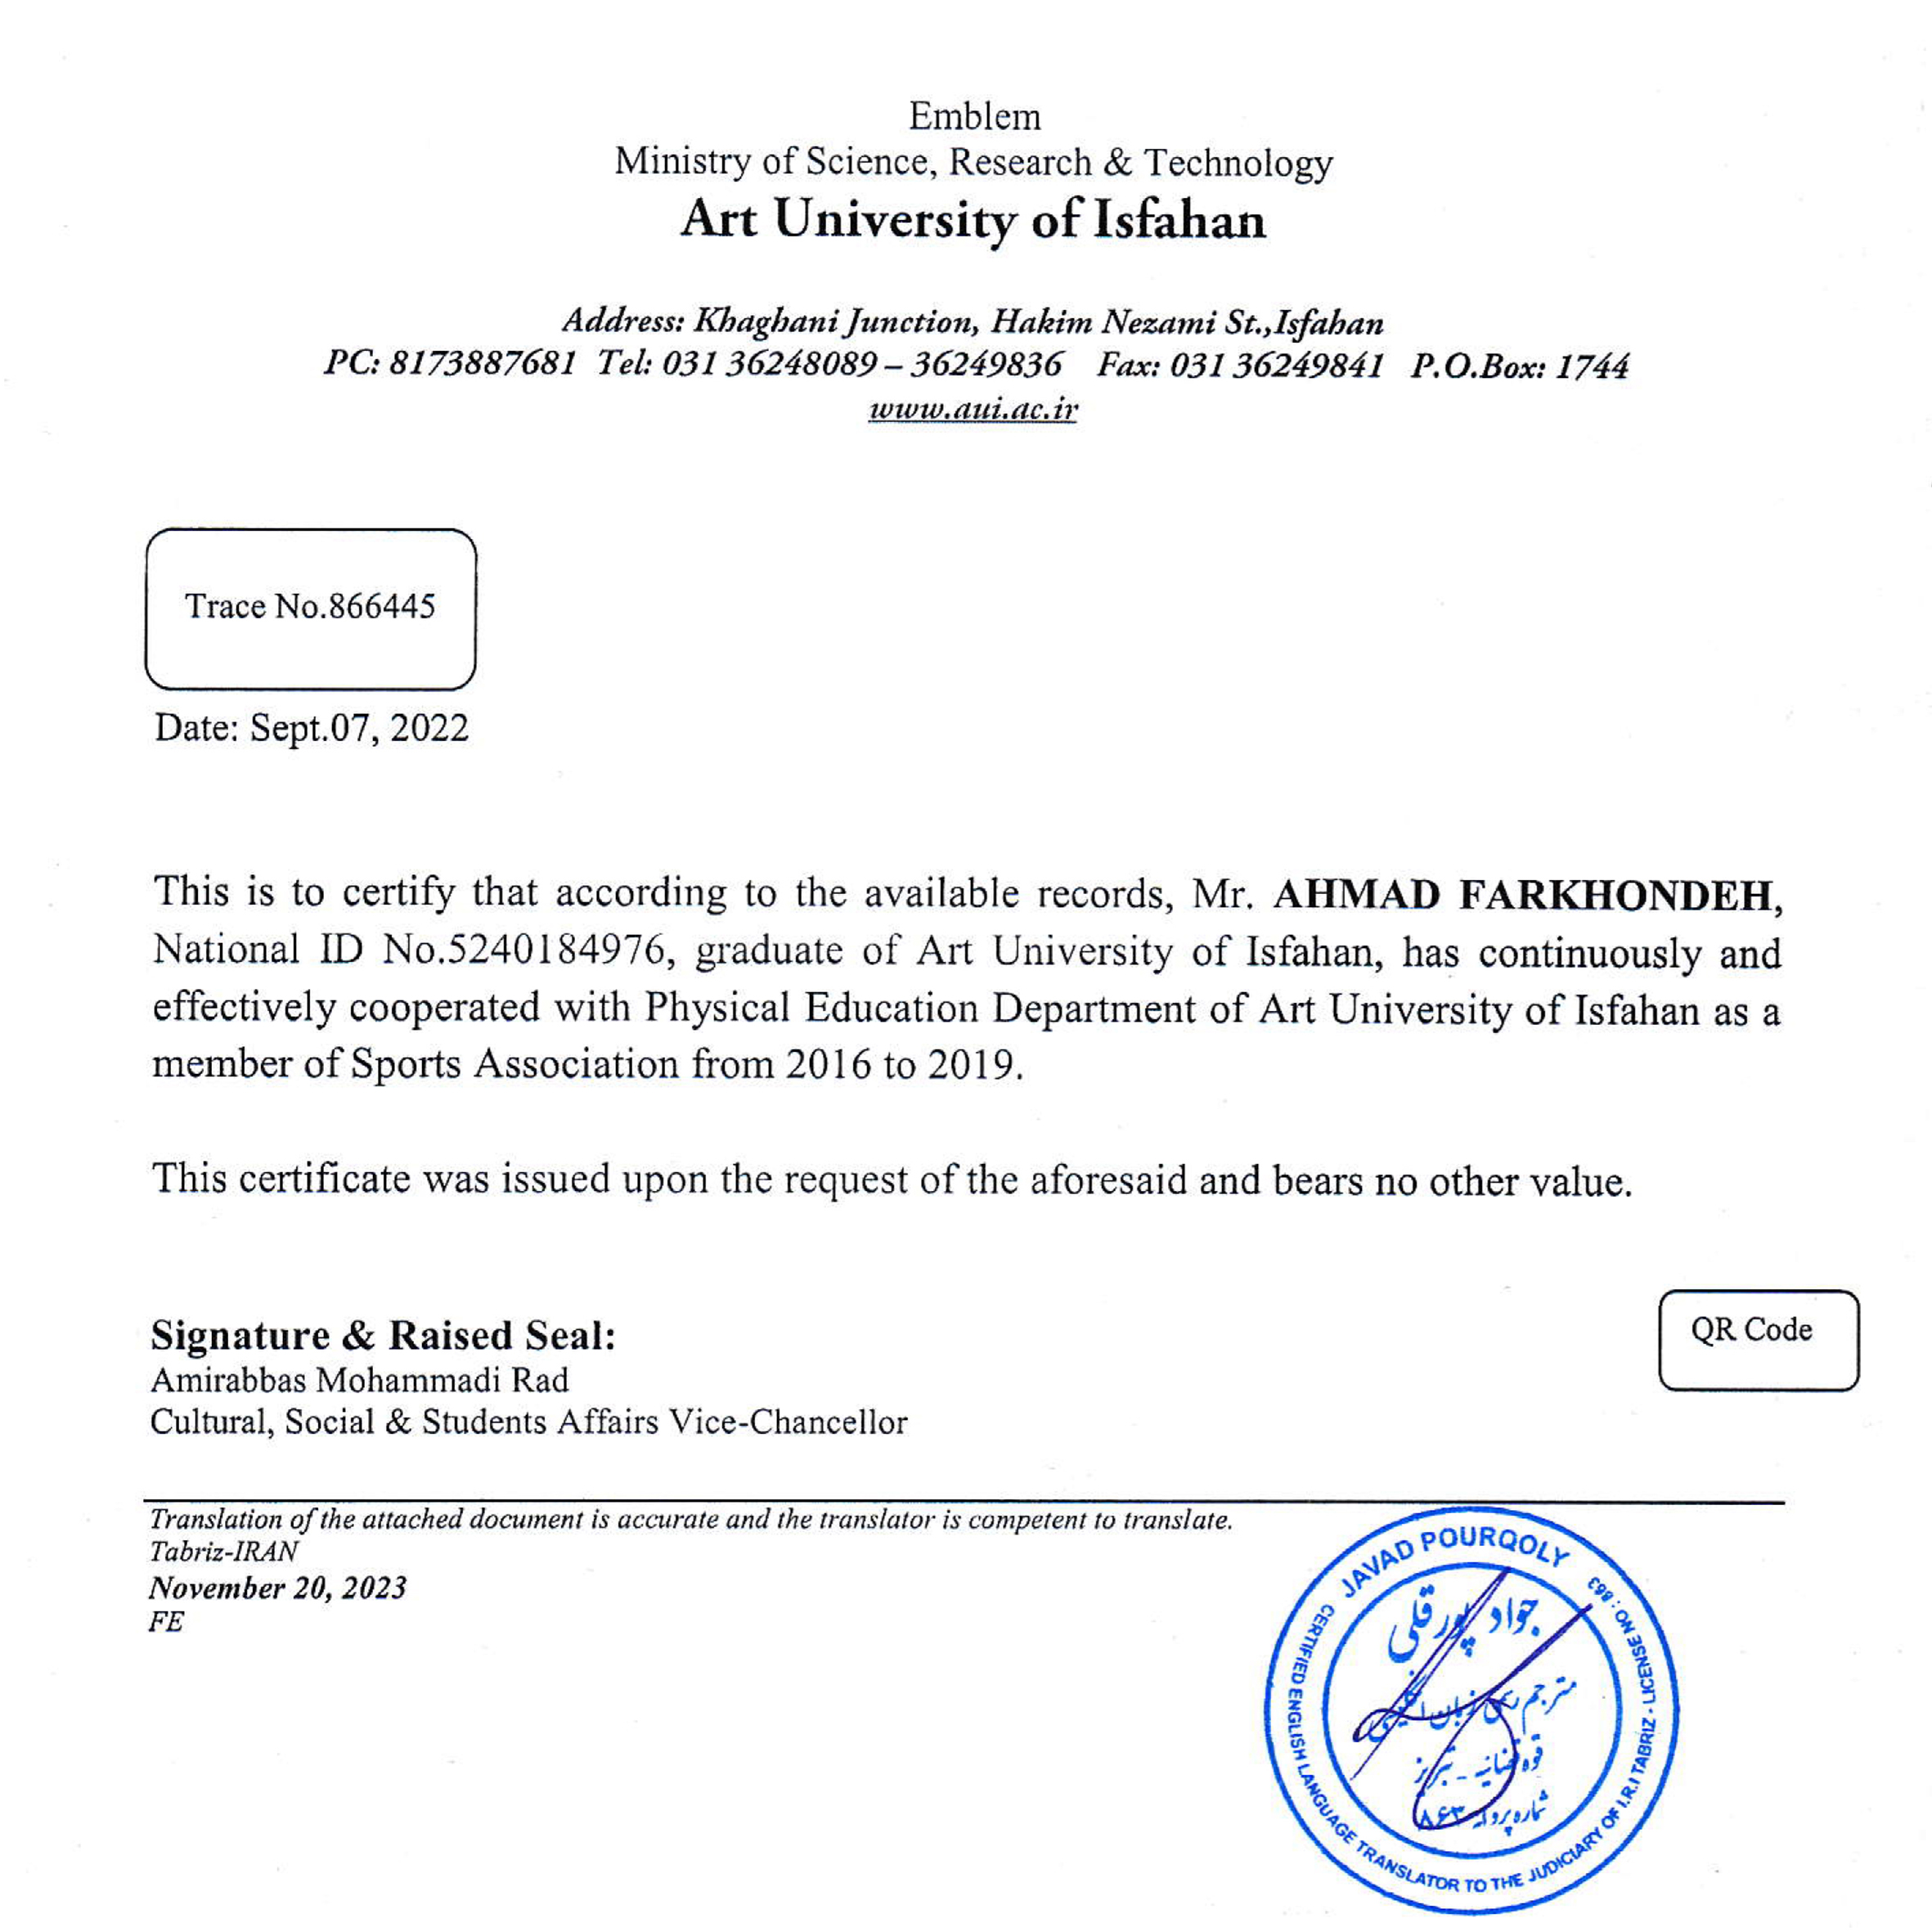 Emblem
Ministry of Science, Research & Technology
Art University of Isfahan
Address: Khaghani Junction, Hakim Nezami St.,Isfahan
PC: 8173887681 Tel: 031 36248089 – 36249836 Fax: 031 36249841 P.O.Box: 1744
www.aui.ac.ir
Trace No.866445
Date: Sept.07, 2022
This is to certify that according to the available records, Mr. AHMAD FARKHONDEH,
National ID No.5240184976, graduate of Art University of Isfahan, has continuously and
effectively cooperated with Physical Education Department of Art University of Isfahan as a
member of Sports Association from 2016 to 2019.
This certificate was issued upon the request of the aforesaid and bears no other value.
Signature & Raised Seal:
QR Code
Amirabbas Mohammadi Rad
Cultural, Social & Students Affairs Vice-Chancellor
Translation of the attached document is accurate and the translator is competent to translate.
Tabriz-IRAN
November 20, 2023
FE
JAVAD POURQOLY
CERTIFIED ENGLISH LANGUAGE TRANSLATOR TO THE JUDICIARY OF I.R.I TABRIZ - LICENSE NO : 863
جواد پورقلی
مترجم رسمی زبان انگلیسی
قوه قضائیه - تبریز
شماره پروانه ۸۶۳